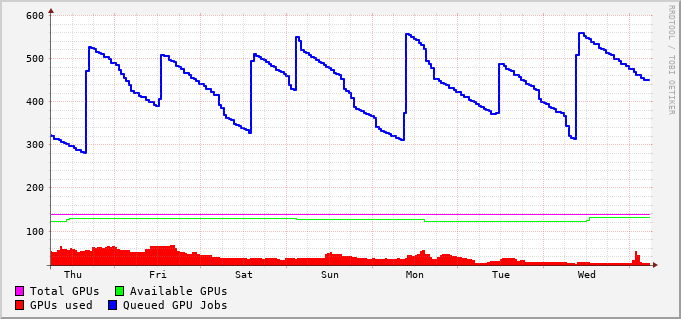 600
500
400
300
200
100
Thu Fri Sat Sun Mon Tue Wed
Total GPUs Available GPUs
GPUs used Queued GPU Jobs
RRDTOOL / TOBI OETIKER